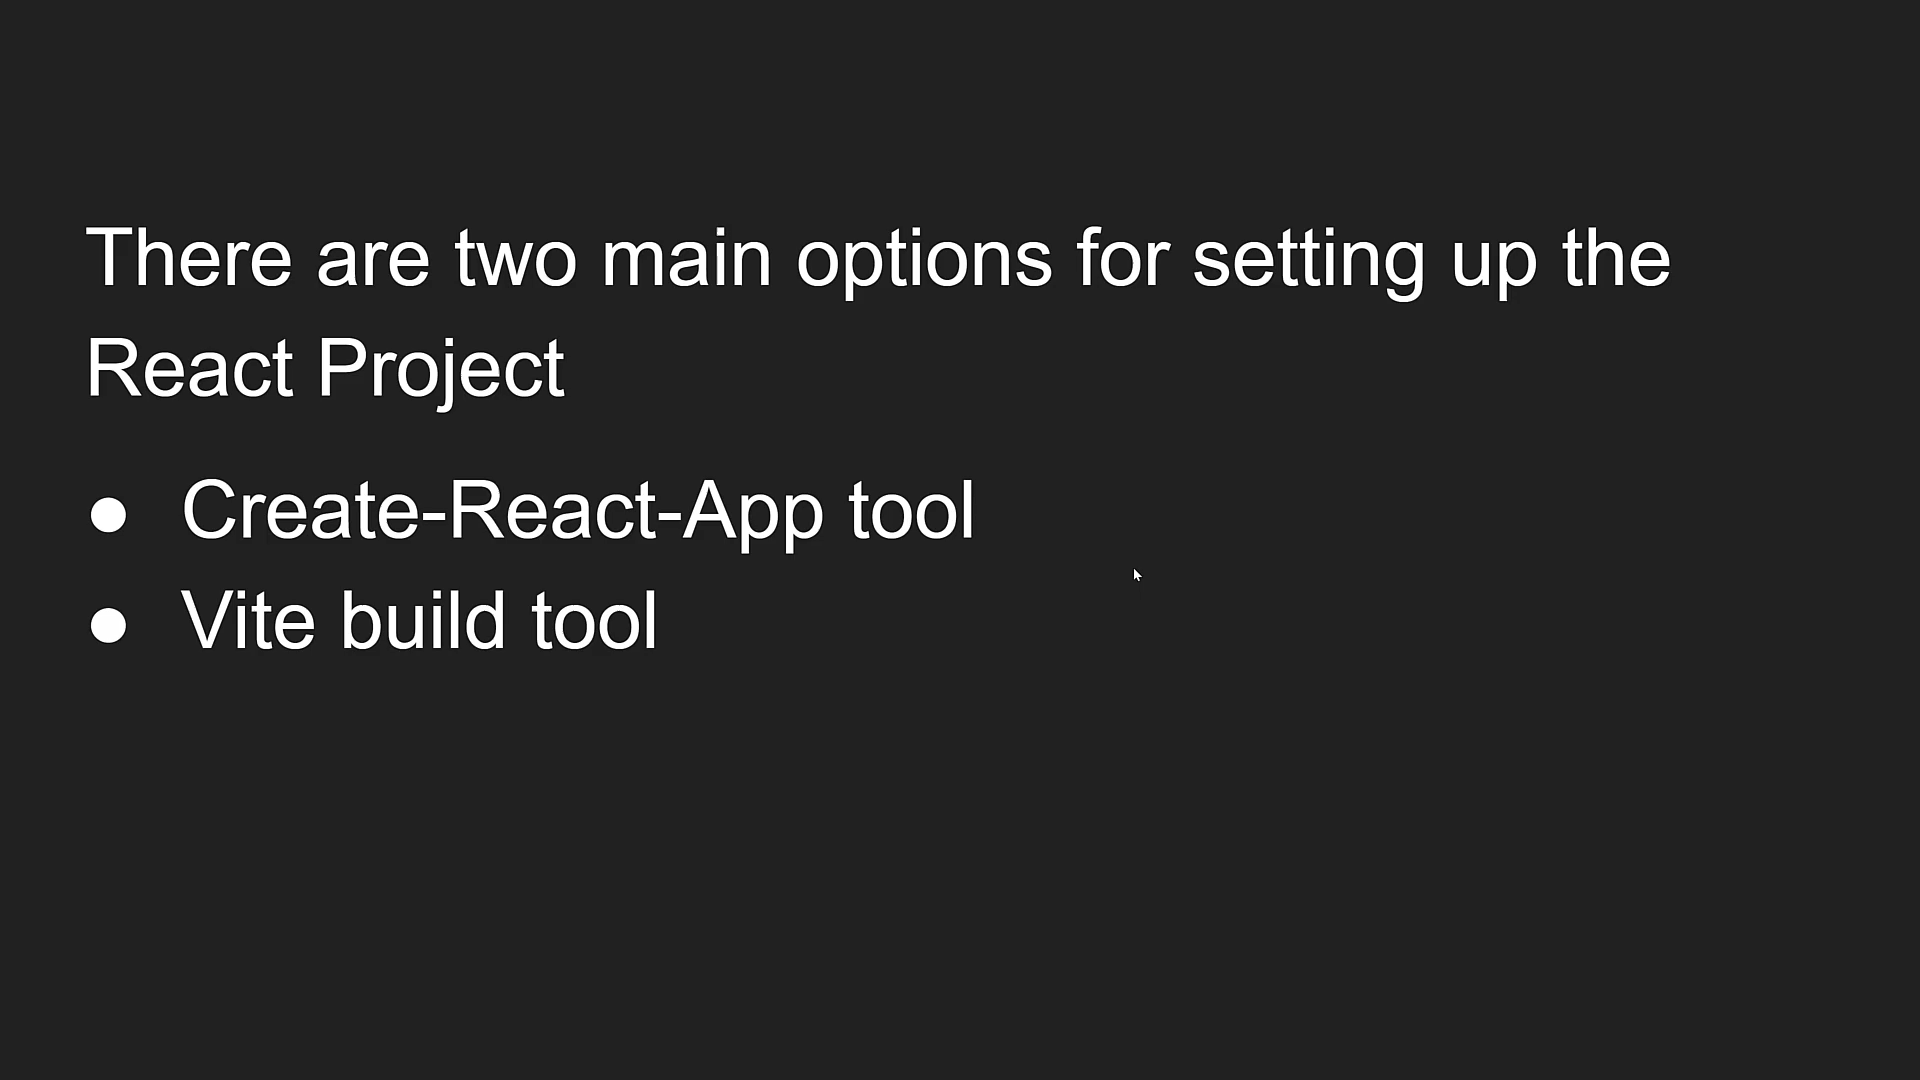 There are two main options for setting up the
React Project
● Create-React-App tool
● Vite build tool